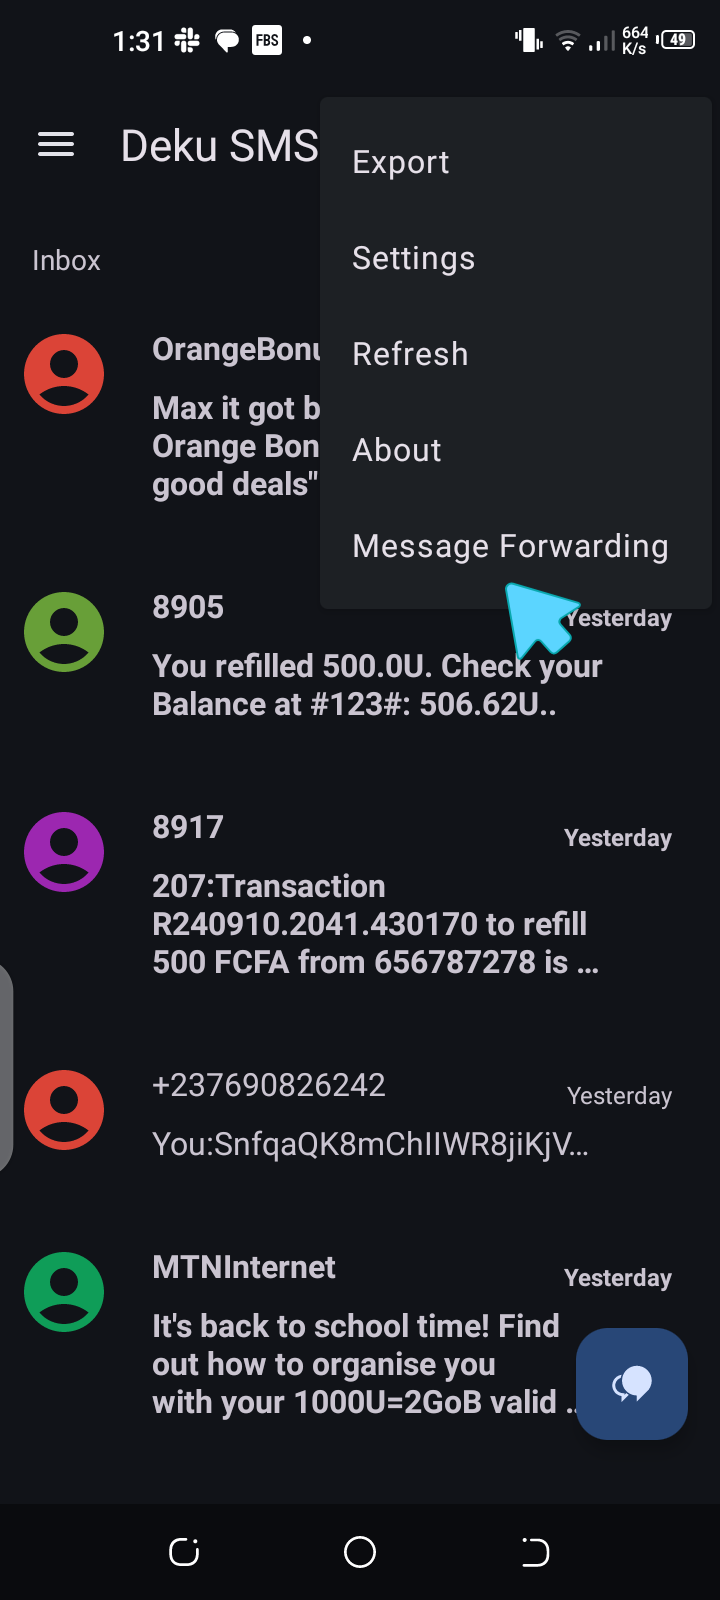 1:31
FBS
664
K/s
49
Deku SMS
Export
Settings
Refresh
About
Message Forwarding
Inbox
OrangeBonu
Max it got b
Orange Bon
good deals"
8905
Yesterday
You refilled 500.0U. Check your
Balance at #123#: 506.62U..
8917
Yesterday
207:Transaction
R240910.2041.430170 to refill
500 FCFA from 656787278 is ...
+237690826242
Yesterday
You:SnfqaQK8mChIIWR8jiKjV...
MTNInternet
Yesterday
It's back to school time! Find
out how to organise you
with your 1000U=2GoB valid ..